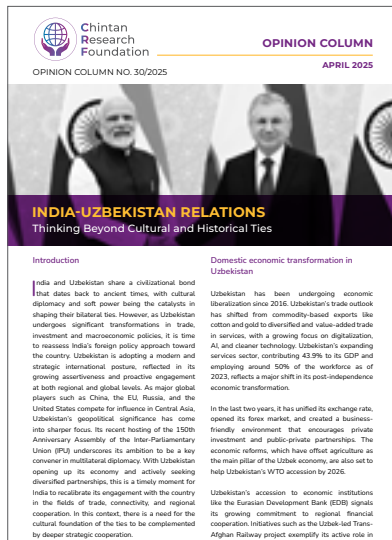 Chintan
Research
Foundation
OPINION COLUMN
OPINION COLUMN NO. 30/2025
APRIL 2025
INDIA-UZBEKISTAN RELATIONS
Thinking Beyond Cultural and Historical Ties
Introduction
India and Uzbekistan share a civilizational bond
that dates back to ancient times, with cultural
diplomacy and soft power being the catalysts in
shaping their bilateral ties. However, as Uzbekistan
undergoes significant transformations in trade,
investment and macroeconomic policies, it is time
to reassess India's foreign policy approach toward
the country. Uzbekistan is adopting a modern and
strategic international posture, reflected in its
growing assertiveness and proactive engagement
at both regional and global levels. As major global
players such as China, the EU, Russia, and the
United States compete for influence in Central Asia,
Uzbekistan's geopolitical significance has come
into sharper focus. Its recent hosting of the 150th
Anniversary Assembly of the Inter-Parliamentary
Union (IPU) underscores its ambition to be a key
convener in multilateral diplomacy. With Uzbekistan
opening up its economy and actively seeking
diversified partnerships, this is a timely moment for
India to recalibrate its engagement with the country
in the fields of trade, connectivity, and regional
cooperation. In this context, there is a need for the
cultural foundation of the ties to be complemented
by deeper strategic cooperation.
Domestic economic transformation in
Uzbekistan
Uzbekistan has been undergoing economic
liberalization since 2016. Uzbekistan's trade outlook
has shifted from commodity-based exports like
cotton and gold to diversified and value-added trade
in services, with a growing focus on digitalization,
AI, and cleaner technology. Uzbekistan's expanding
services sector, contributing 43.9% to its GDP and
employing around 50% of the workforce as of
2023, reflects a major shift in its post-independence
economic transformation.
In the last two years, it has unified its exchange rate,
opened its forex market, and created a business-
friendly environment that encourages private
investment and public-private partnerships. The
economic reforms, which have offset agriculture as
the main pillar of the Uzbek economy, are also set to
help Uzbekistan's WTO accession by 2026.
Uzbekistan's accession to economic institutions
like the Eurasian Development Bank (EDB) signals
its growing commitment to regional financial
cooperation. Initiatives such as the Uzbek-led Trans-
Afghan Railway project exemplify its active role in